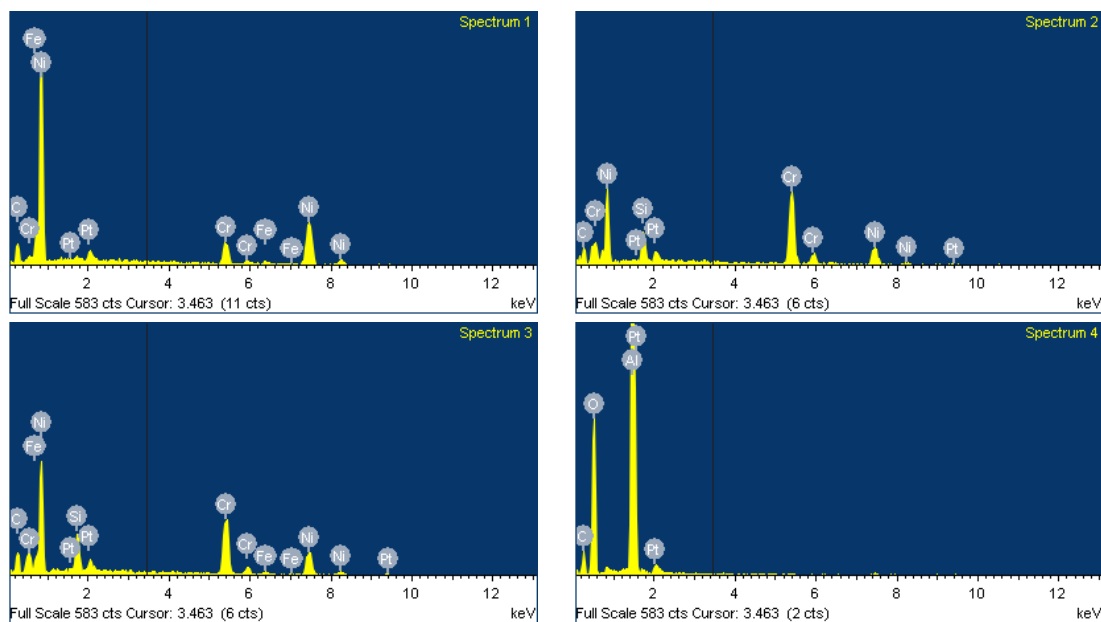 Spectrum 1
Fe
Ni
C
Cr
Pt
Pt
Cr
Cr
Fe
Fe
Ni
Ni
2 4 6 8 10 12
Full Scale 583 cts Cursor: 3.463 (11 cts) keV
Spectrum 2
C
Cr
Ni
Pt
Si
Pt
Cr
Cr
Ni
Ni
Pt
2 4 6 8 10 12
Full Scale 583 cts Cursor: 3.463 (6 cts) keV
Spectrum 3
C
Cr
Fe
Ni
Pt
Si
Pt
Cr
Cr
Fe
Fe
Ni
Ni
Pt
2 4 6 8 10 12
Full Scale 583 cts Cursor: 3.463 (6 cts) keV
Spectrum 4
C
O
Pt
Al
Pt
2 4 6 8 10 12
Full Scale 583 cts Cursor: 3.463 (2 cts) keV